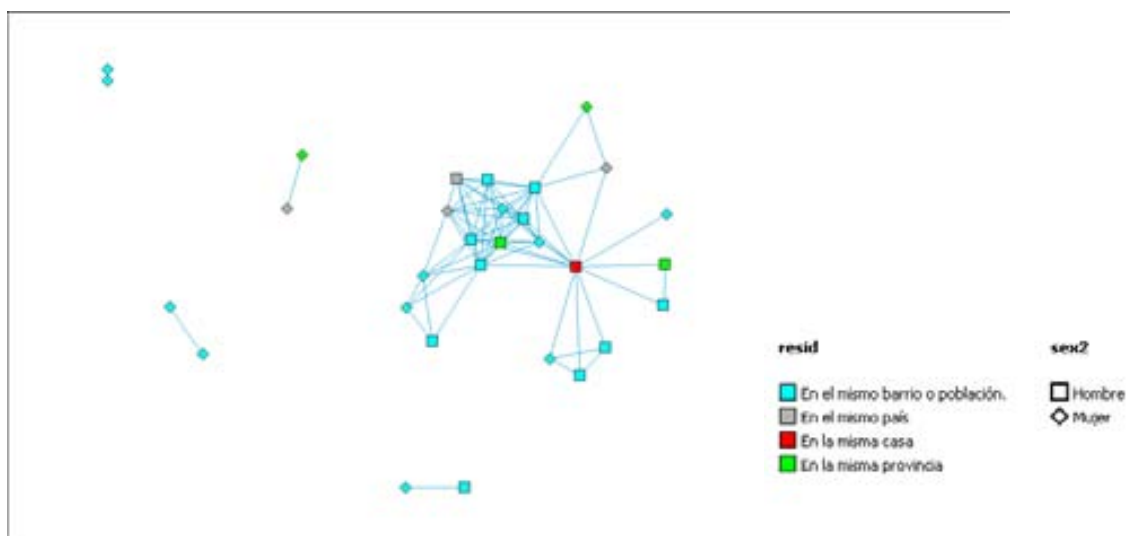 resid
En el mismo barrio o población.
En el mismo país
En la misma casa
En la misma provincia
sex2
Hombre
Mujer